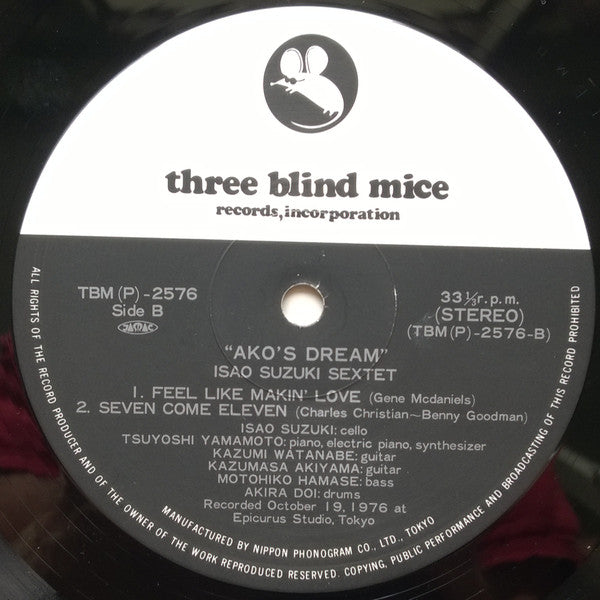 three blind mice
records, incorporation
TBM (P) -2576
Side B
JASRAC
33 ⅓ r. p. m.
(STEREO)
(TBM (P) -2576-B)
"AKO'S DREAM"
ISAO SUZUKI SEXTET
1. FEEL LIKE MAKIN' LOVE (Gene Mcdaniels)
2. SEVEN COME ELEVEN (Charles Christian~Benny Goodman)
ISAO SUZUKI: cello
TSUYOSHI YAMAMOTO: piano, electric piano, synthesizer
KAZUMI WATANABE: guitar
KAZUMASA AKIYAMA: guitar
MOTOHIKO HAMASE: bass
AKIRA DOI: drums
Recorded October 19, 1976 at
Epicurus Studio, Tokyo
MANUFACTURED BY NIPPON PHONOGRAM CO., LTD., TOKYO
ALL RIGHTS OF THE RECORD PRODUCER AND OF THE OWNER OF THE WORK REPRODUCED RESERVED. COPYING, PUBLIC PERFORMANCE AND BROADCASTING OF THIS RECORD PROHIBITED